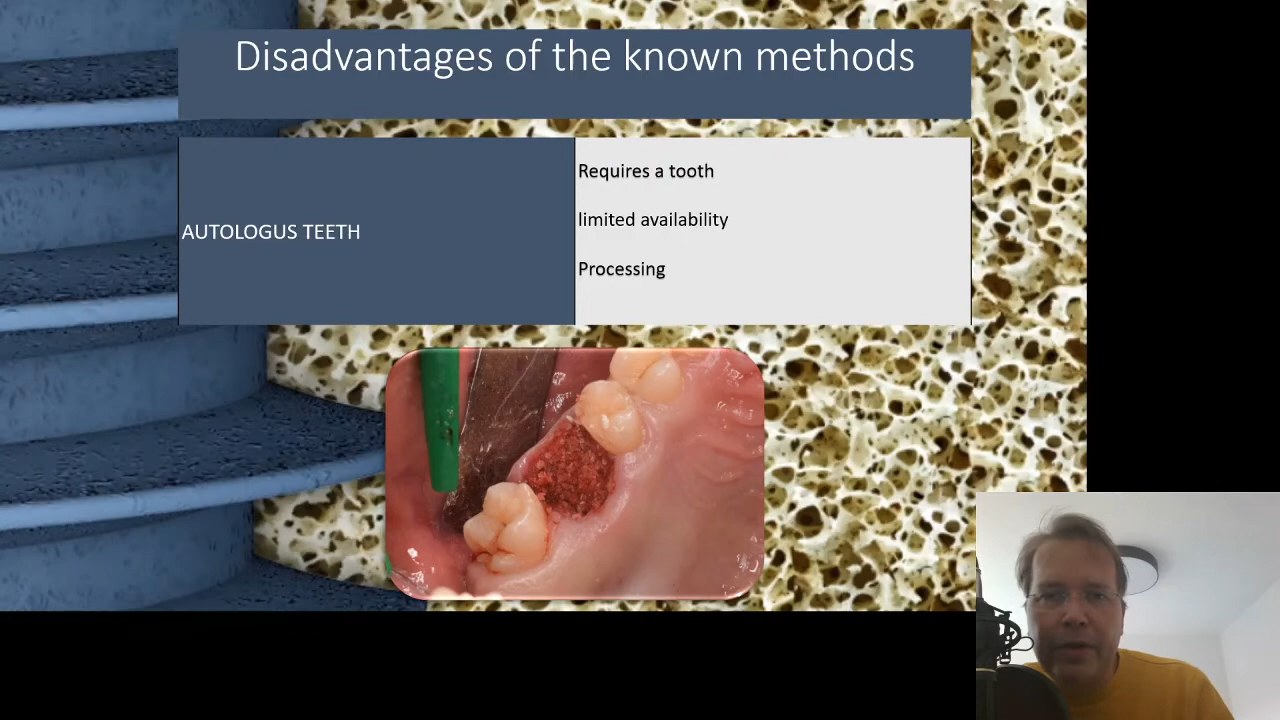 Disadvantages of the known methods
AUTOLOGUS TEETH
Requires a tooth
limited availability
Processing